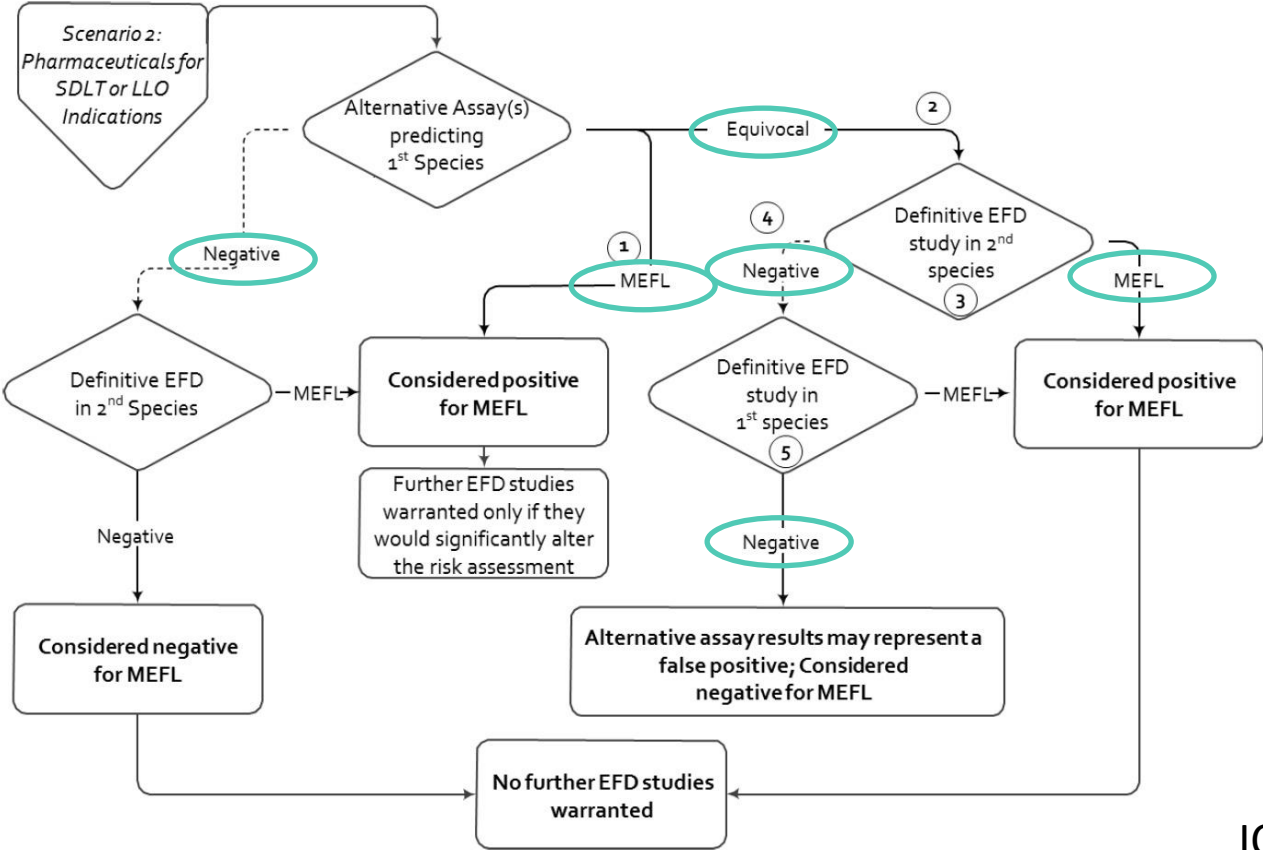 Scenario 2:
Pharmaceuticals for
SDLT or LLO
Indications
Alternative Assay(s)
predicting
1st Species
Equivocal
2
Definitive EFD
study in 2nd
species
3
4
Negative
1
MEFL
Negative
MEFL
Definitive EFD
in 2nd Species
MEFL
Considered positive
for MEFL
Definitive EFD
study in
1st species
5
MEFL
Considered positive
for MEFL
Further EFD studies
warranted only if they
would significantly alter
the risk assessment
Negative
Negative
Considered negative
for MEFL
Alternative assay results may represent a
false positive; Considered
negative for MEFL
No further EFD studies
warranted